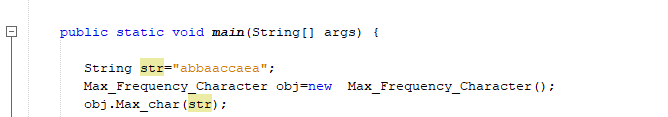 public static void main(String[] args) {
String str="abbaaccaea";
Max_Frequency_Character obj=new  Max_Frequency_Character();
obj.Max_char(str);